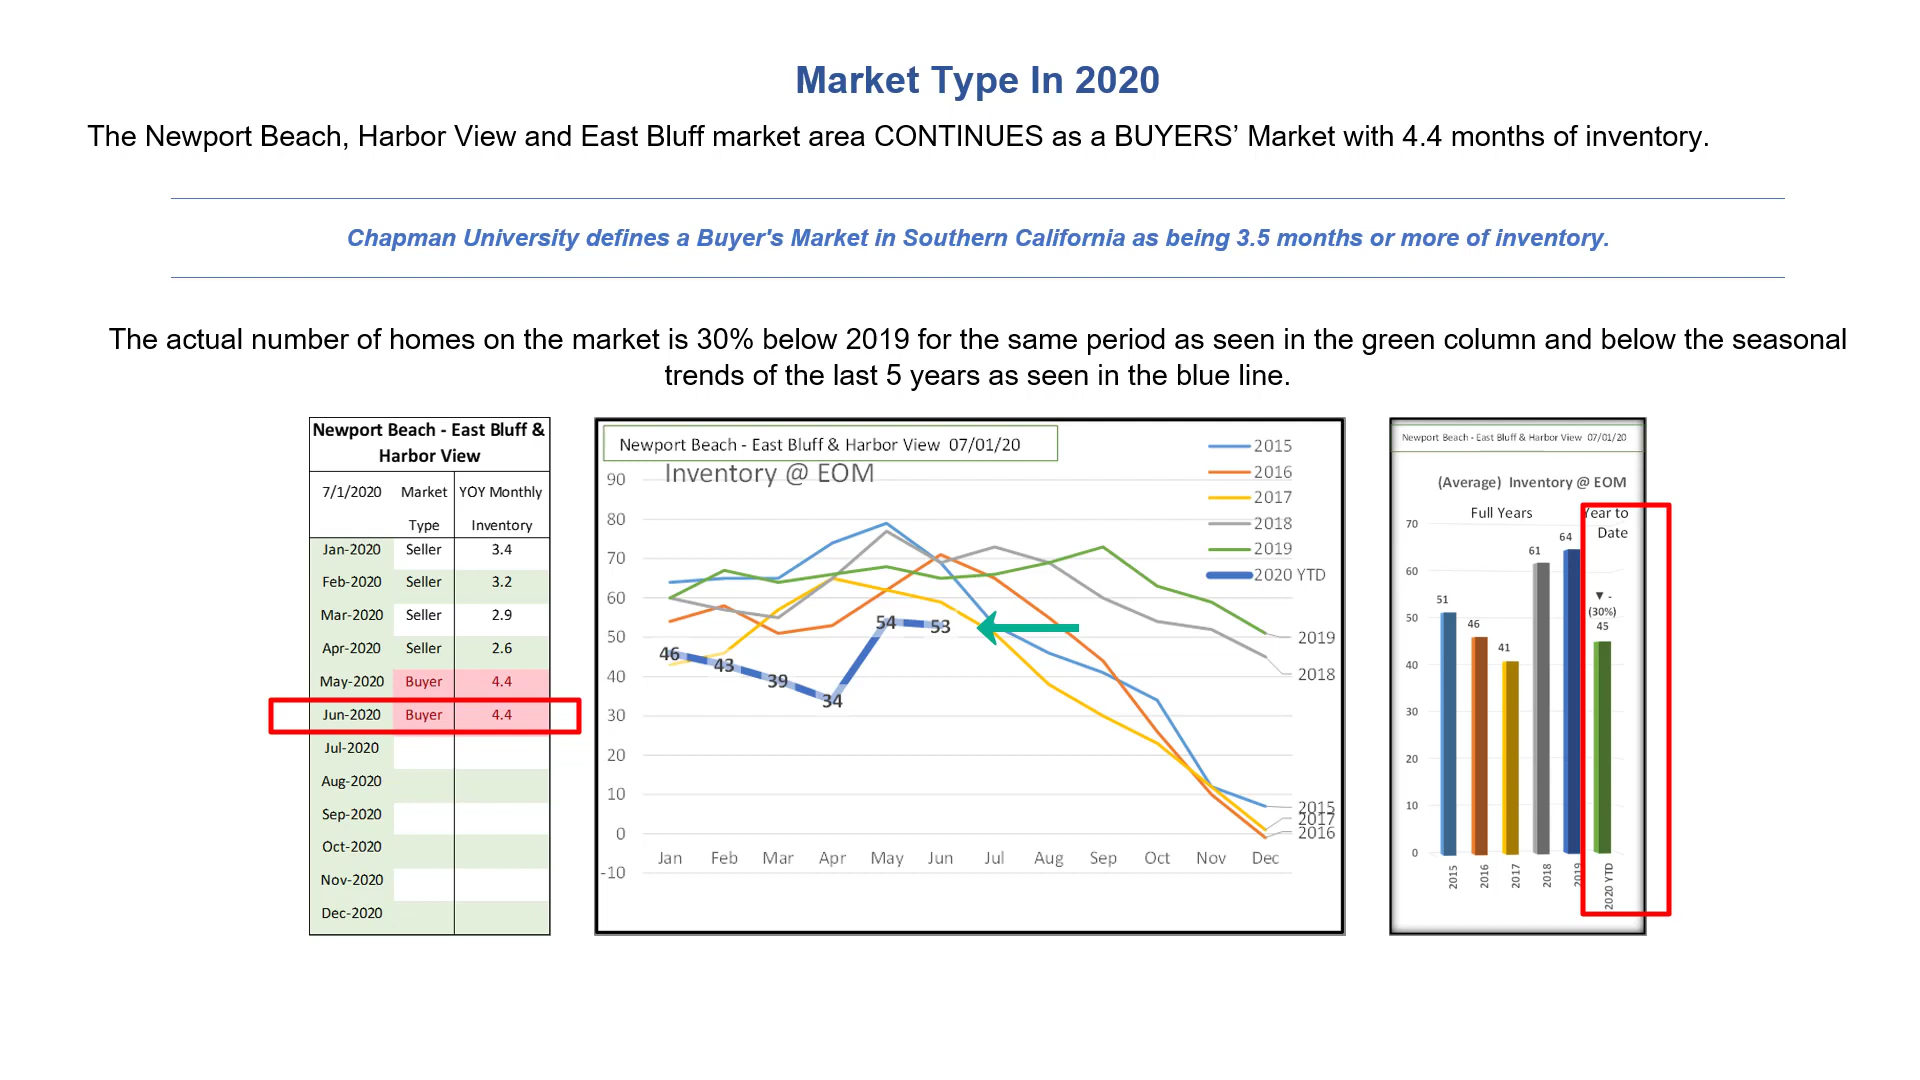 Market Type In 2020
The Newport Beach, Harbor View and East Bluff market area CONTINUES as a BUYERS’ Market with 4.4 months of inventory.
Chapman University defines a Buyer's Market in Southern California as being 3.5 months or more of inventory.
The actual number of homes on the market is 30% below 2019 for the same period as seen in the green column and below the seasonal
trends of the last 5 years as seen in the blue line.
Newport Beach - East Bluff &
Harbor View
7/1/2020 Market YOY Monthly
Type Inventory
Jan-2020 Seller 3.4
Feb-2020 Seller 3.2
Mar-2020 Seller 2.9
Apr-2020 Seller 2.6
May-2020 Buyer 4.4
Jun-2020 Buyer 4.4
Jul-2020
Aug-2020
Sep-2020
Oct-2020
Nov-2020
Dec-2020
Newport Beach - East Bluff & Harbor View 07/01/20
Inventory @ EOM
2015
2016
2017
2018
2019
2020 YTD
90
80
70
60
50
40
30
20
10
0
-10
46
43
39
34
54
53
2019
2018
2015
2017
2016
Jan Feb Mar Apr May Jun Jul Aug Sep Oct Nov Dec
Newport Beach - East Bluff & Harbor View 07/01/20
(Average) Inventory @ EOM
Full Years
Year to
Date
70
60
50
40
30
20
10
0
51
46
41
61
64
▼ -
(30%)
45
2015
2016
2017
2018
2019
2020 YTD